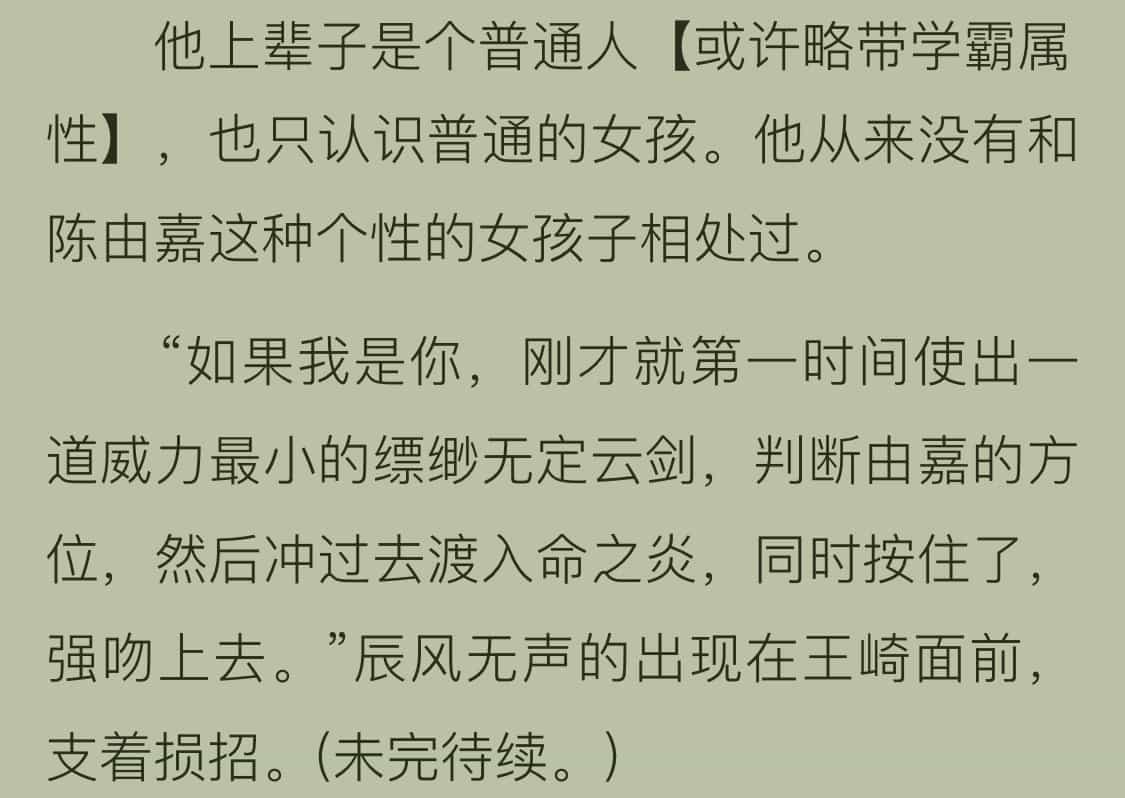 他上辈子是个普通人【或许略带学霸属
性】，也只认识普通的女孩。他从来没有和
陈由嘉这种个性的女孩子相处过。
“如果我是你，刚才就第一时间使出一
道威力最小的缥缈无定云剑，判断由嘉的方
位，然后冲过去渡入命之炎，同时按住了，
强吻上去。”辰风无声的出现在王崎面前，
支着损招。(未完待续。)